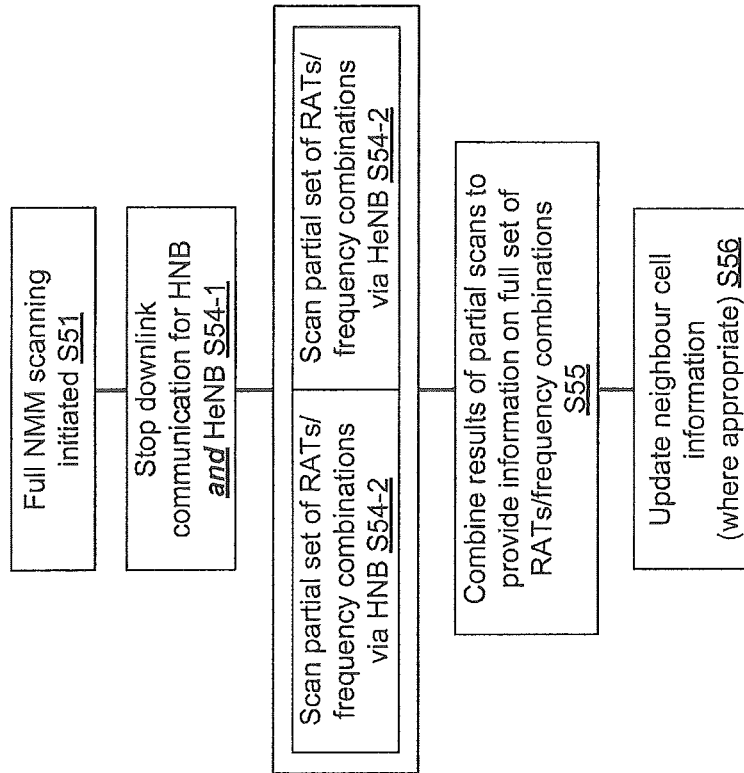 Full NMM scanning
initiated S51
Stop downlink
communication for HNB
and HeNB S54-1
Scan partial set of RATs/
frequency combinations
via HNB S54-2
Scan partial set of RATs/
frequency combinations
via HeNB S54-2
Combine results of partial scans to
provide information on full set of
RATs/frequency combinations
S55
Update neighbour cell
information
(where appropriate) S56